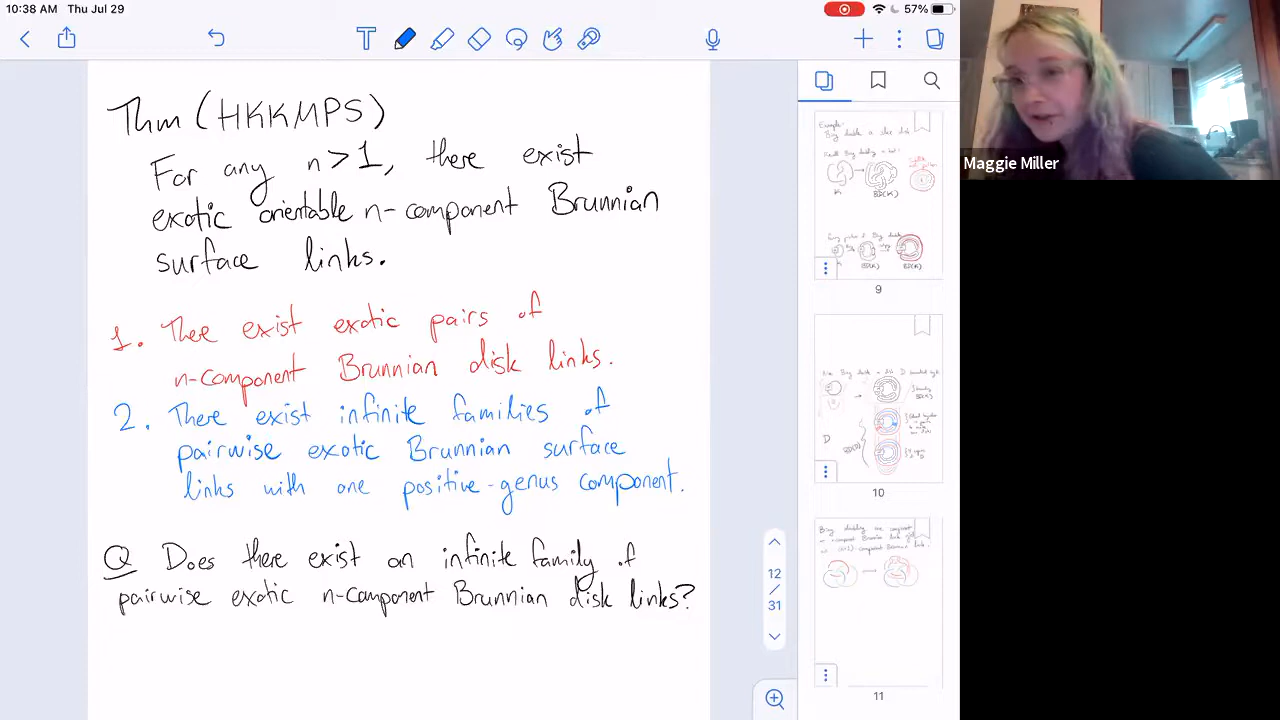 10:38 AM Thu Jul 29
57%
Thm (HKKMPS)
For any n>1, there exist
exotic orientable n-component Brunnian
surface links.
1. There exist exotic pairs of
n-component Brunnian disk links.
2. There exist infinite families of
pairwise exotic Brunnian surface
links with one positive-genus component.
Q Does there exist an infinite family of
pairwise exotic n-component Brunnian disk links?
12
/
31
9
10
11
Maggie Miller